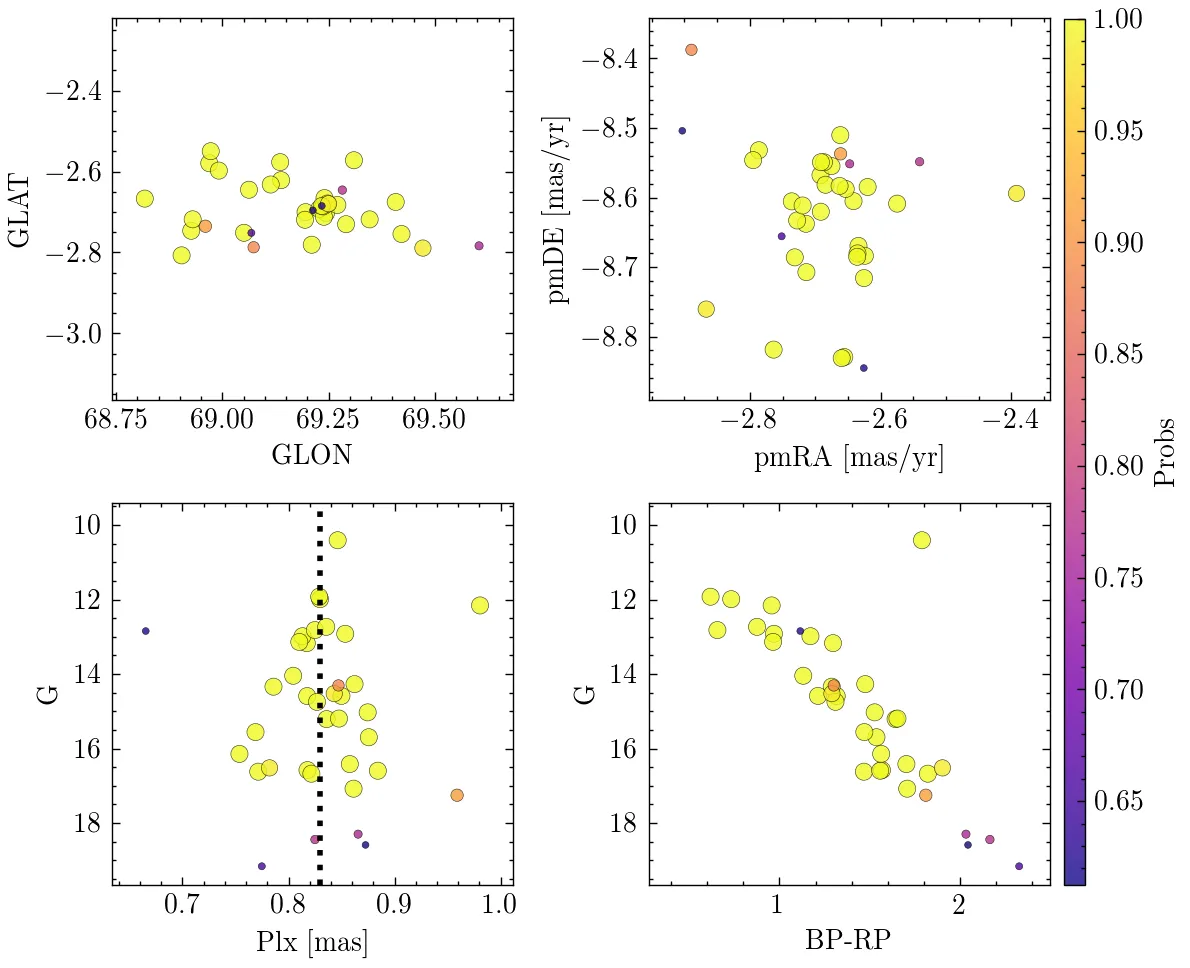 GLAT
−2.4
−2.6
−2.8
−3.0
68.75 69.00 69.25 69.50
GLON
pmDE [mas/yr]
−8.4
−8.5
−8.6
−8.7
−8.8
−2.8 −2.6 −2.4
pmRA [mas/yr]
G
10
12
14
16
18
0.7 0.8 0.9 1.0
Plx [mas]
G
10
12
14
16
18
1 2
BP-RP
1.00
0.95
0.90
0.85
0.80
0.75
0.70
0.65
Probs